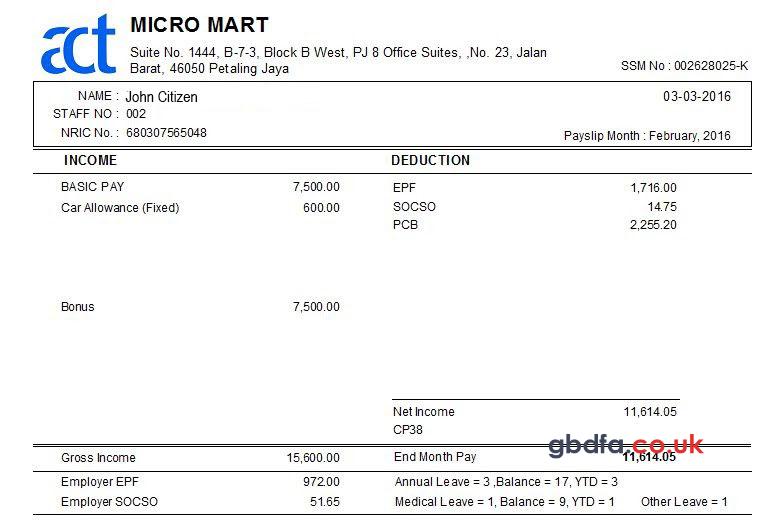 act
MICRO MART
Suite No. 1444, B-7-3, Block B West, PJ 8 Office Suites, ,No. 23, Jalan
Barat, 46050 Petaling Jaya
SSM No : 002628025-K
NAME : John Citizen 03-03-2016
STAFF NO : 002
NRIC No. : 680307565048 Payslip Month : February, 2016
INCOME DEDUCTION
BASIC PAY 7,500.00 EPF 1,716.00
Car Allowance (Fixed) 600.00 SOCSO 14.75
PCB 2,255.20
Bonus 7,500.00
Net Income 11,614.05
CP38
gbdfa.co.uk
Gross Income 15,600.00 End Month Pay 11,614.05
Employer EPF 972.00 Annual Leave = 3 ,Balance = 17, YTD = 3
Employer SOCSO 51.65 Medical Leave = 1, Balance = 9, YTD = 1 Other Leave = 1